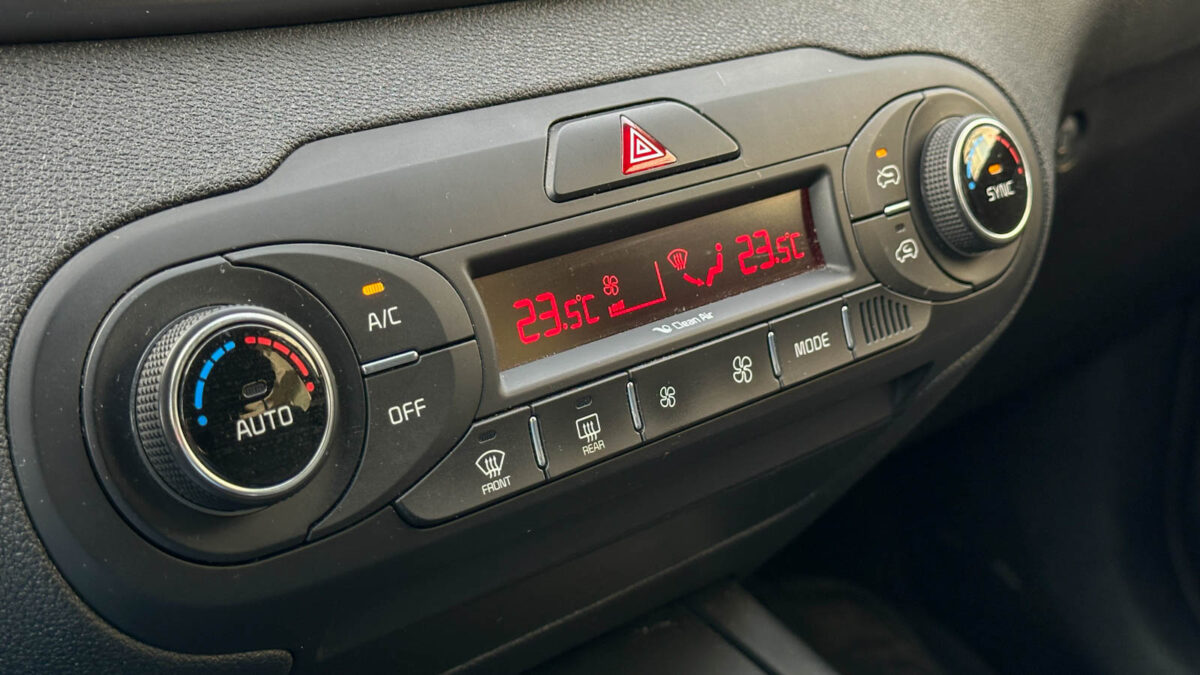 A/C
OFF
AUTO
23.5°C
23.5°C
Clean Air
FRONT
REAR
MODE
SYNC